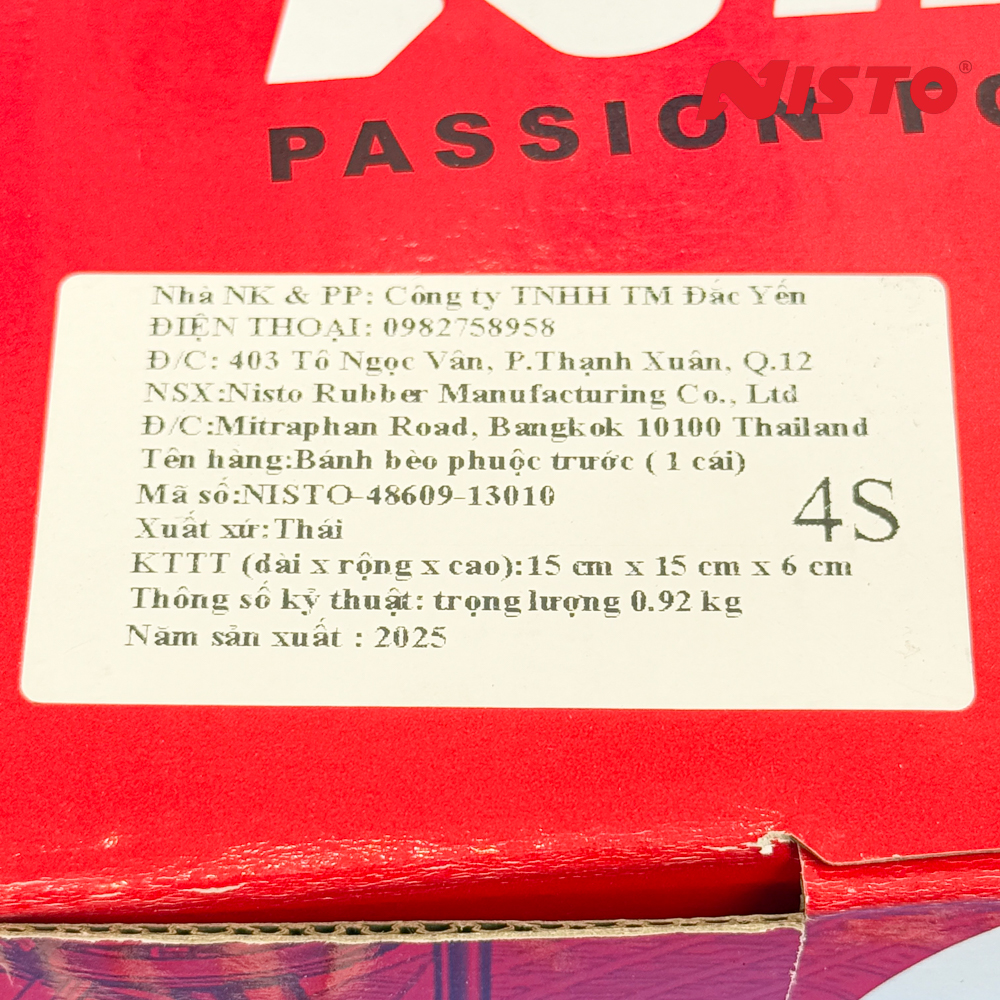 NISTO®
PASSION
Nhà NK & PP: Công ty TNHH TM Đắc Yến
ĐIỆN THOẠI: 0982758958
Đ/C: 403 Tô Ngọc Vân, P.Thạnh Xuân, Q.12
NSX:Nisto Rubber Manufacturing Co., Ltd
Đ/C:Mitraphan Road, Bangkok 10100 Thailand
Tên hàng:Bánh bèo phuộc trước ( 1 cái)
Mã số:NISTO-48609-13010
4S
Xuất xứ:Thái
KTTT (dài x rộng x cao):15 cm x 15 cm x 6 cm
Thông số kỷ thuật: trọng lượng 0.92 kg
Năm sản xuất : 2025